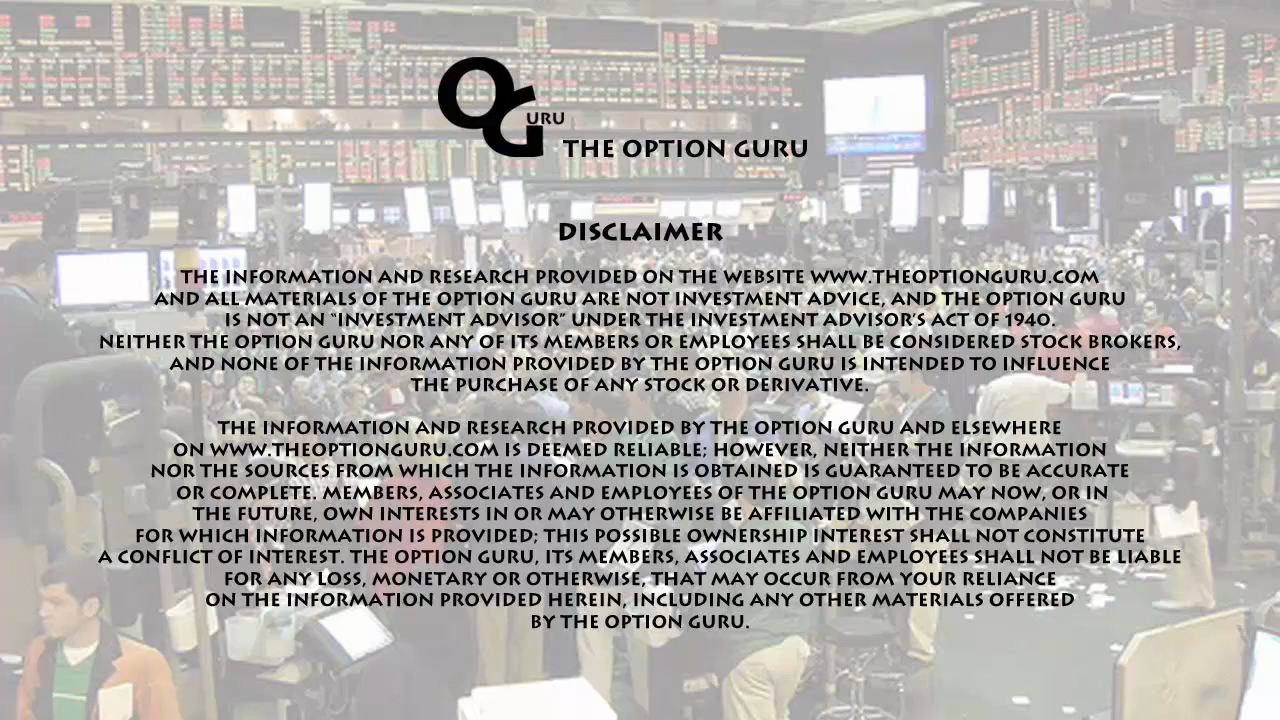 OG URU
THE OPTION GURU
DISCLAIMER
THE INFORMATION AND RESEARCH PROVIDED ON THE WEBSITE WWW.THEOPTIONGURU.COM
AND ALL MATERIALS OF THE OPTION GURU ARE NOT INVESTMENT ADVICE, AND THE OPTION GURU
IS NOT AN "INVESTMENT ADVISOR" UNDER THE INVESTMENT ADVISOR'S ACT OF 1940.
NEITHER THE OPTION GURU NOR ANY OF ITS MEMBERS OR EMPLOYEES SHALL BE CONSIDERED STOCK BROKERS,
AND NONE OF THE INFORMATION PROVIDED BY THE OPTION GURU IS INTENDED TO INFLUENCE
THE PURCHASE OF ANY STOCK OR DERIVATIVE.
THE INFORMATION AND RESEARCH PROVIDED BY THE OPTION GURU AND ELSEWHERE
ON WWW.THEOPTIONGURU.COM IS DEEMED RELIABLE; HOWEVER, NEITHER THE INFORMATION
NOR THE SOURCES FROM WHICH THE INFORMATION IS OBTAINED IS GUARANTEED TO BE ACCURATE
OR COMPLETE. MEMBERS, ASSOCIATES AND EMPLOYEES OF THE OPTION GURU MAY NOW, OR IN
THE FUTURE, OWN INTERESTS IN OR MAY OTHERWISE BE AFFILIATED WITH THE COMPANIES
FOR WHICH INFORMATION IS PROVIDED; THIS POSSIBLE OWNERSHIP INTEREST SHALL NOT CONSTITUTE
A CONFLICT OF INTEREST. THE OPTION GURU, ITS MEMBERS, ASSOCIATES AND EMPLOYEES SHALL NOT BE LIABLE
FOR ANY LOSS, MONETARY OR OTHERWISE, THAT MAY OCCUR FROM YOUR RELIANCE
ON THE INFORMATION PROVIDED HEREIN, INCLUDING ANY OTHER MATERIALS OFFERED
BY THE OPTION GURU.